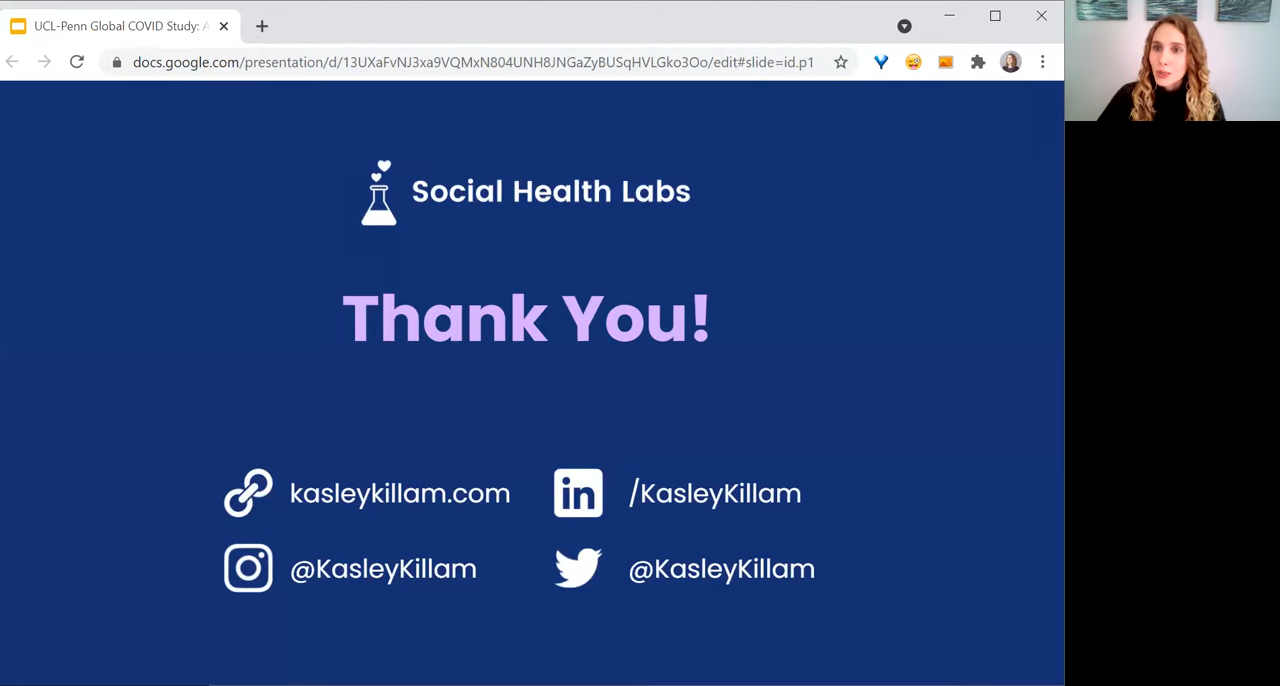 UCL-Penn Global COVID Study: A
docs.google.com/presentation/d/13UXaFvNJ3xa9VQMxN804UNH8JNGaZyBUSqHVLGko3Oo/edit#slide=id.p1
Social Health Labs
Thank You!
kasleykillam.com
in
/KasleyKillam
@KasleyKillam
@KasleyKillam